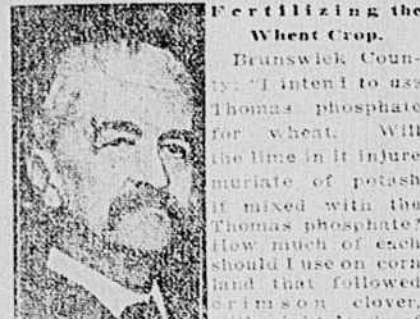 Fertilizing the
Wheat Crop.
Brunswick Coun-
ty: "I intend to use
Thomas phosphate
for wheat. Will
the lime in it injure
muriate of potash
if mixed with the
Thomas phosphate?
How much of each
should I use on corn
land that followed
crimson clover,